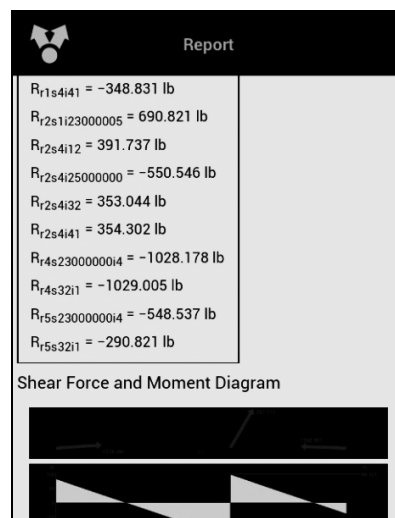 Report
Rr1s4i41 = -348.831 lb
Rr2s1i23000005 = 690.821 lb
Rr2s4i12 = 391.737 lb
Rr2s4i25000000 = -550.546 lb
Rr2s4i32 = 353.044 lb
Rr2s4i41 = 354.302 lb
Rr4s23000000i4 = -1028.178 lb
Rr4s32i1 = -1029.005 lb
Rr5s23000000i4 = -548.537 lb
Rr5s32i1 = -290.821 lb
Shear Force and Moment Diagram